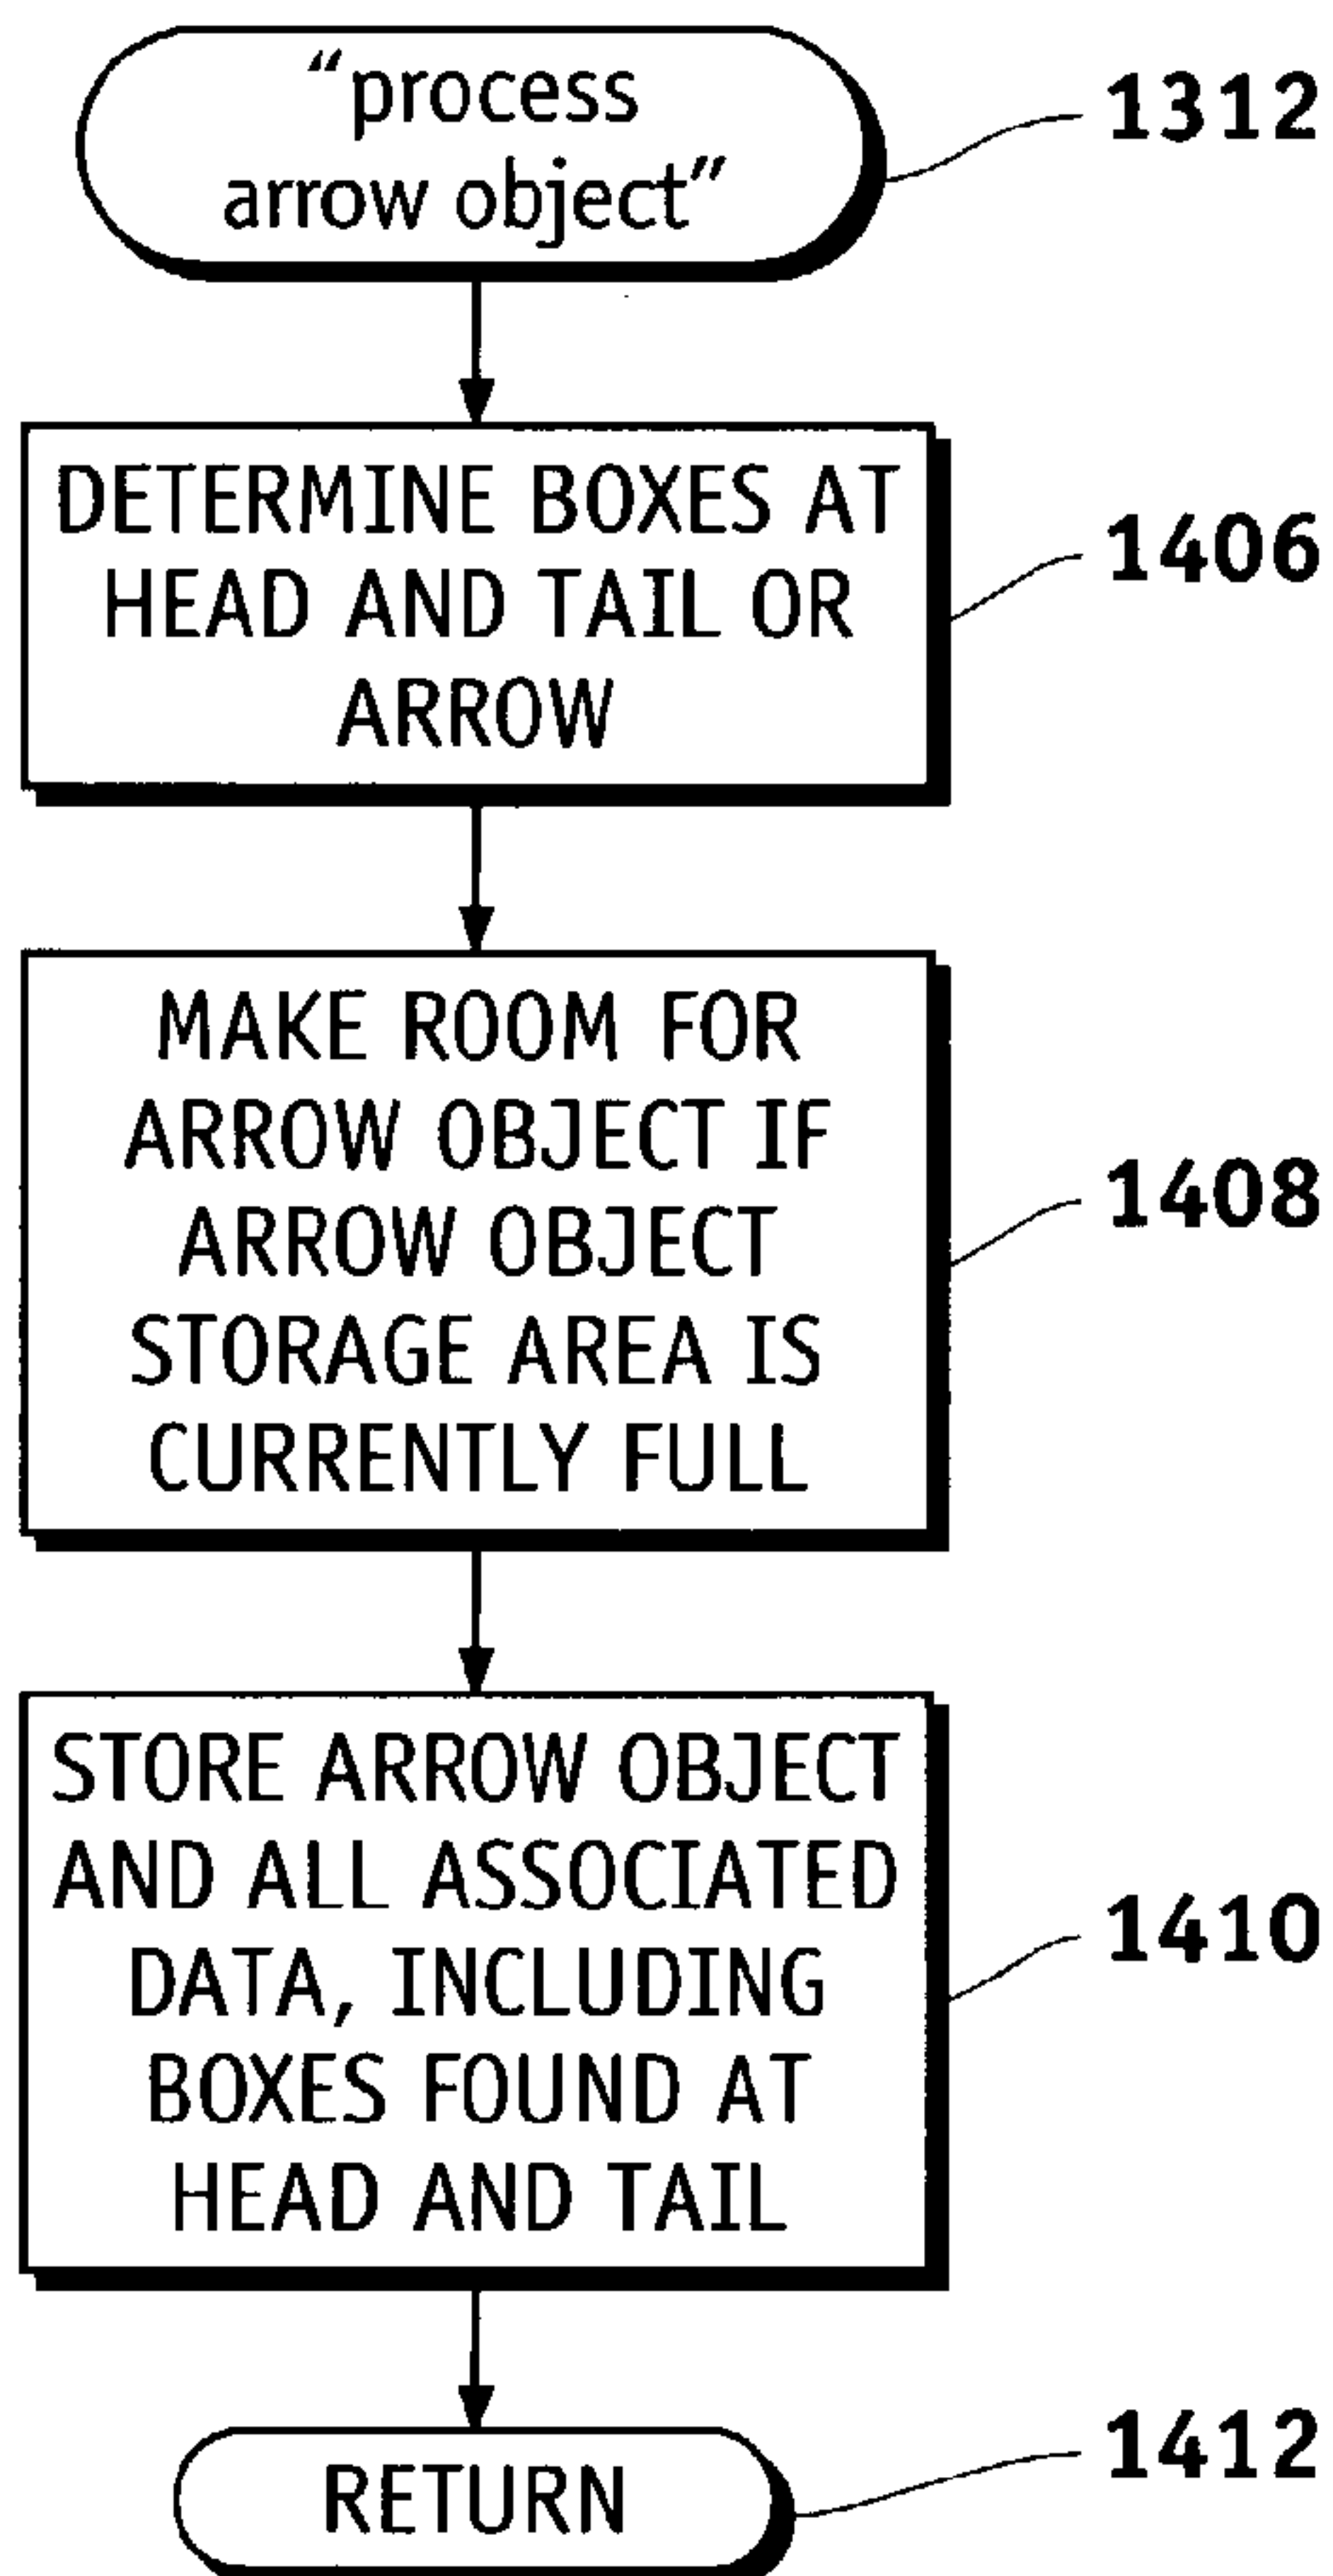 “process
arrow object”
1312
DETERMINE BOXES AT
HEAD AND TAIL OR
ARROW
1406
MAKE ROOM FOR
ARROW OBJECT IF
ARROW OBJECT
STORAGE AREA IS
CURRENTLY FULL
1408
STORE ARROW OBJECT
AND ALL ASSOCIATED
DATA, INCLUDING
BOXES FOUND AT
HEAD AND TAIL
1410
RETURN
1412